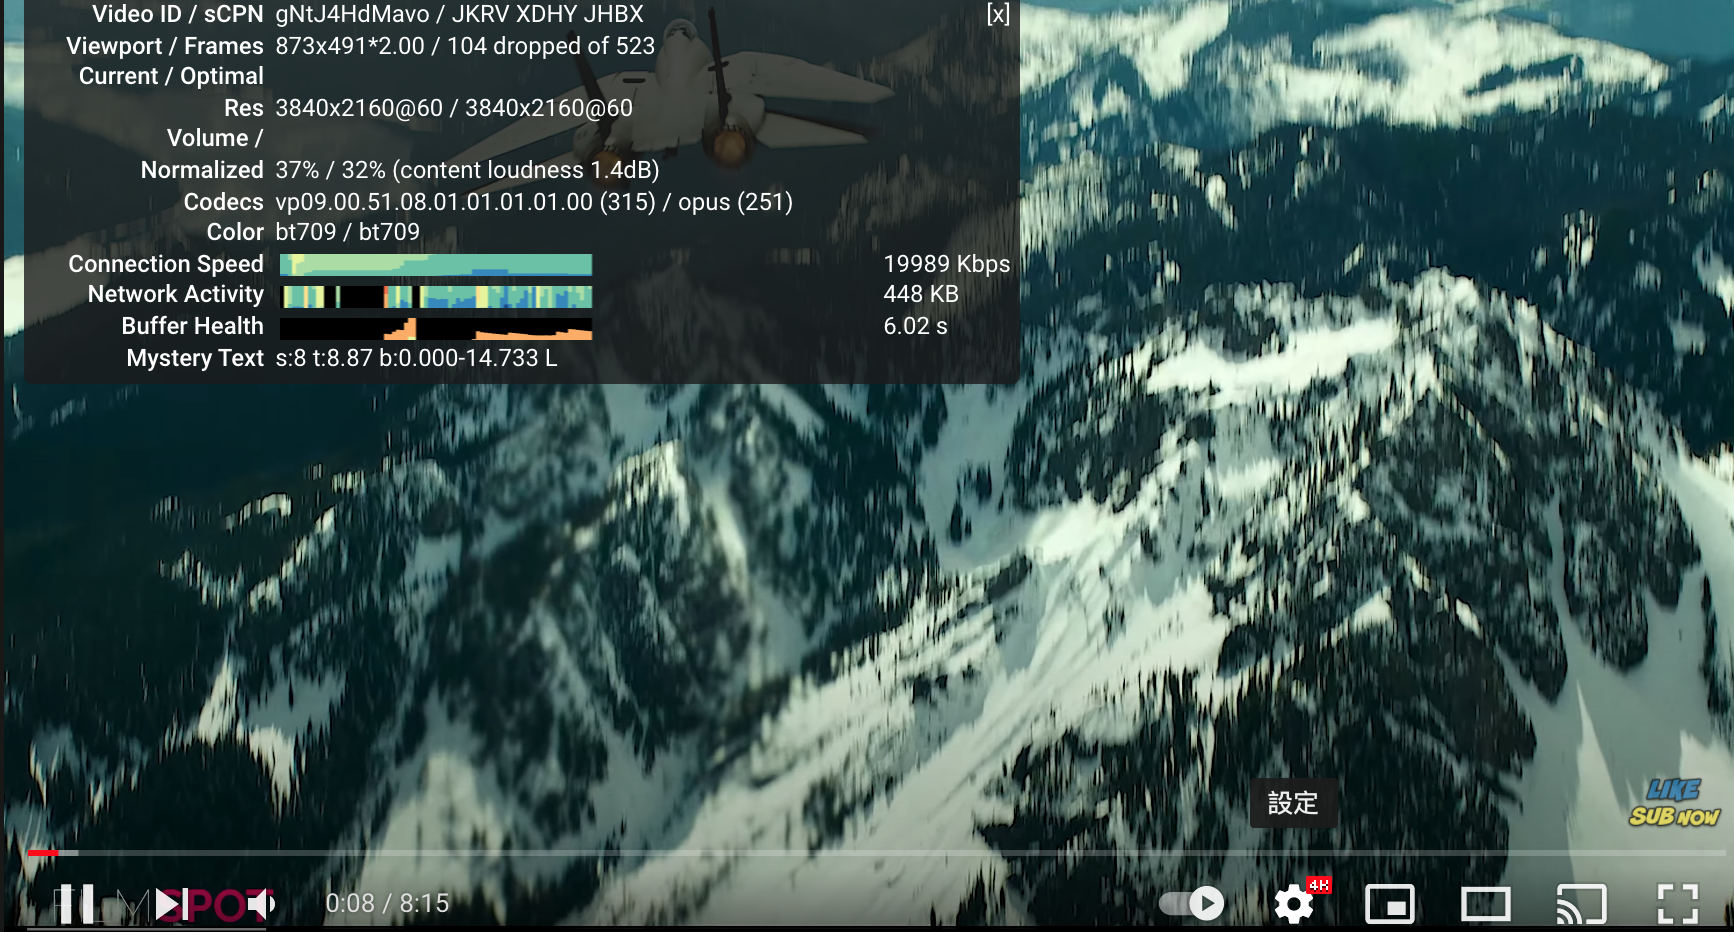 Video ID / sCPN gNtJ4HdMavo / JKRV XDHY JHBX [x]
Viewport / Frames 873x491*2.00 / 104 dropped of 523
Current / Optimal
Res 3840x2160@60 / 3840x2160@60
Volume /
Normalized 37% / 32% (content loudness 1.4dB)
Codecs vp09.00.51.08.01.01.01.01.00 (315) / opus (251)
Color bt709 / bt709
Connection Speed 19989 Kbps
Network Activity 448 KB
Buffer Health 6.02 s
Mystery Text s:8 t:8.87 b:0.000-14.733 L
設定
LIKE
SUB NOW
4K
FILMSPOT
0:08 / 8:15